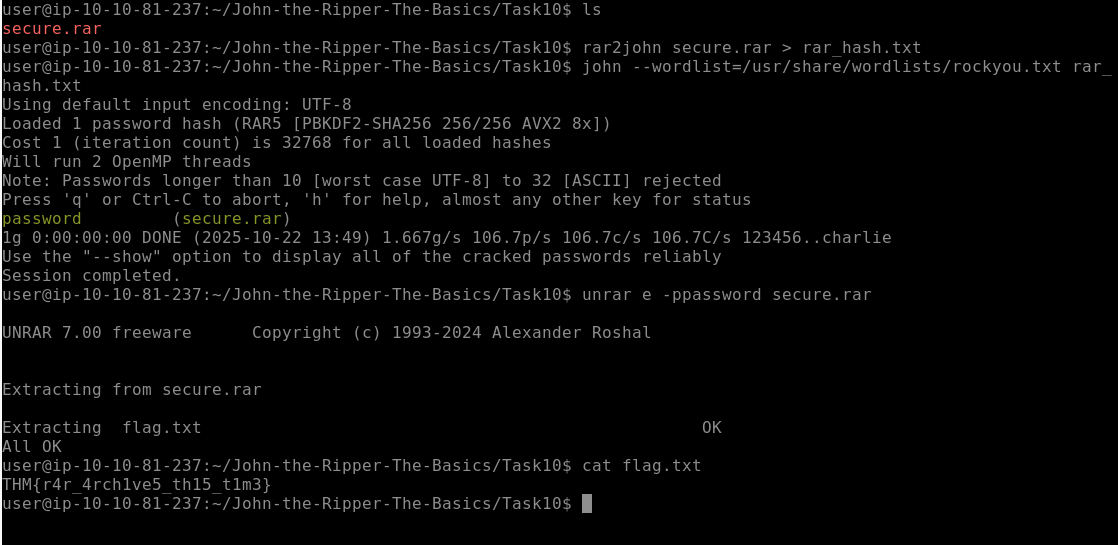 user@ip-10-10-81-237:~/John-the-Ripper-The-Basics/Task10$ ls
secure.rar
user@ip-10-10-81-237:~/John-the-Ripper-The-Basics/Task10$ rar2john secure.rar > rar_hash.txt
user@ip-10-10-81-237:~/John-the-Ripper-The-Basics/Task10$ john --wordlist=/usr/share/wordlists/rockyou.txt rar_
hash.txt
Using default input encoding: UTF-8
Loaded 1 password hash (RAR5 [PBKDF2-SHA256 256/256 AVX2 8x])
Cost 1 (iteration count) is 32768 for all loaded hashes
Will run 2 OpenMP threads
Note: Passwords longer than 10 [worst case UTF-8] to 32 [ASCII] rejected
Press 'q' or Ctrl-C to abort, 'h' for help, almost any other key for status
password         (secure.rar)
1g 0:00:00:00 DONE (2025-10-22 13:49) 1.667g/s 106.7p/s 106.7c/s 106.7C/s 123456..charlie
Use the "--show" option to display all of the cracked passwords reliably
Session completed.
user@ip-10-10-81-237:~/John-the-Ripper-The-Basics/Task10$ unrar e -ppassword secure.rar
UNRAR 7.00 freeware      Copyright (c) 1993-2024 Alexander Roshal
Extracting from secure.rar
Extracting  flag.txt                                                  OK
All OK
user@ip-10-10-81-237:~/John-the-Ripper-The-Basics/Task10$ cat flag.txt
THM{r4r_4rch1ve5_th15_t1m3}
user@ip-10-10-81-237:~/John-the-Ripper-The-Basics/Task10$